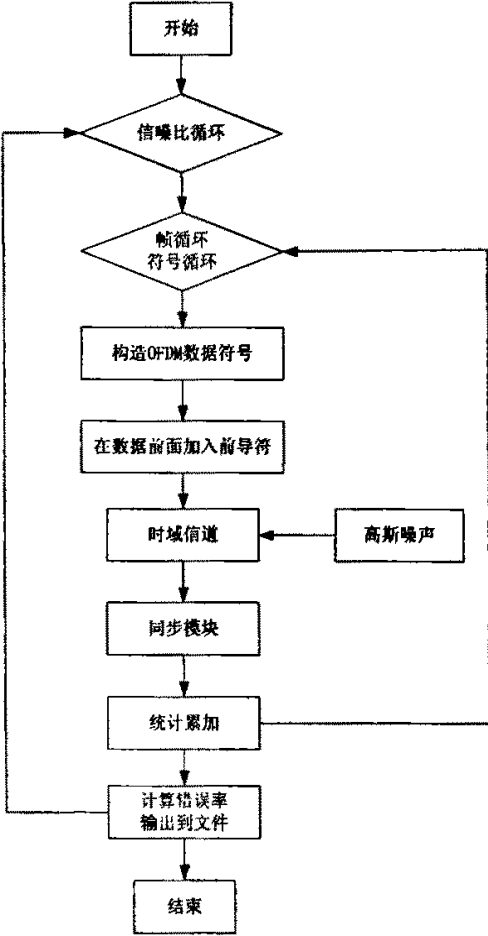 开始
信噪比循环
帧循环
符号循环
构造OFDM数据符号
在数据前面加入前导符
时域信道
高斯噪声
同步模块
统计累加
计算错误率
输出到文件
结束